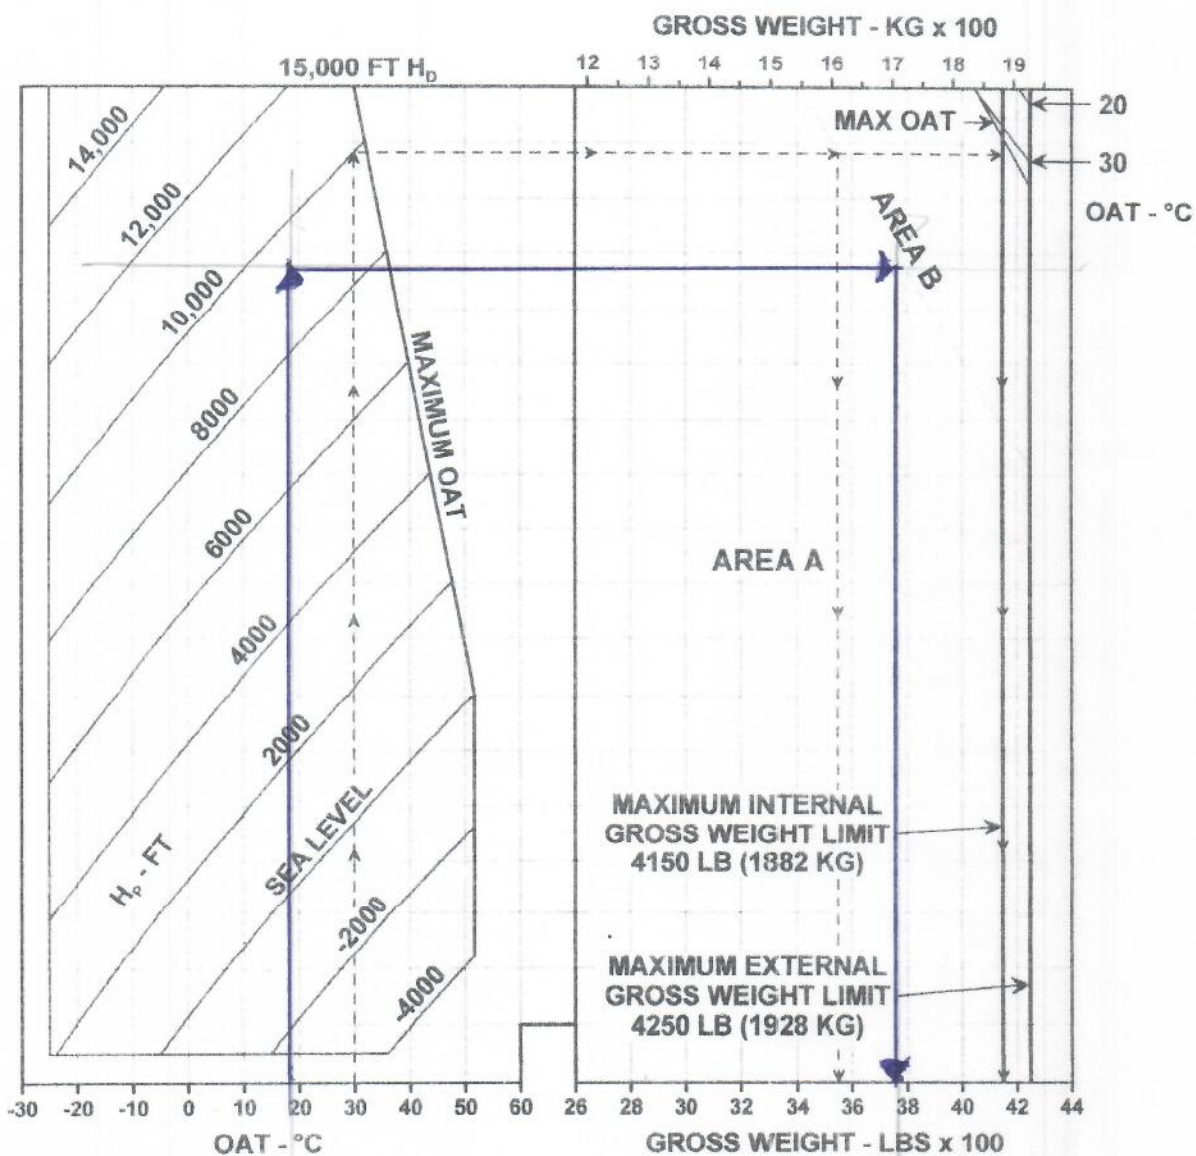 GROSS WEIGHT - KG x 100
15,000 FT HD
12 13 14 15 16 17 18 19
14,000
MAX OAT
20
30
12,000
OAT - °C
AREA B
10,000
MAXIMUM OAT
8000
6000
AREA A
4000
2000
SEA LEVEL
MAXIMUM INTERNAL
GROSS WEIGHT LIMIT
4150 LB (1882 KG)
HP - FT
-2000
MAXIMUM EXTERNAL
GROSS WEIGHT LIMIT
4250 LB (1928 KG)
-4000
-30 -20 -10 0 10 20 30 40 50 60 26 28 30 32 34 36 38 40 42 44
OAT - °C
GROSS WEIGHT - LBS x 100